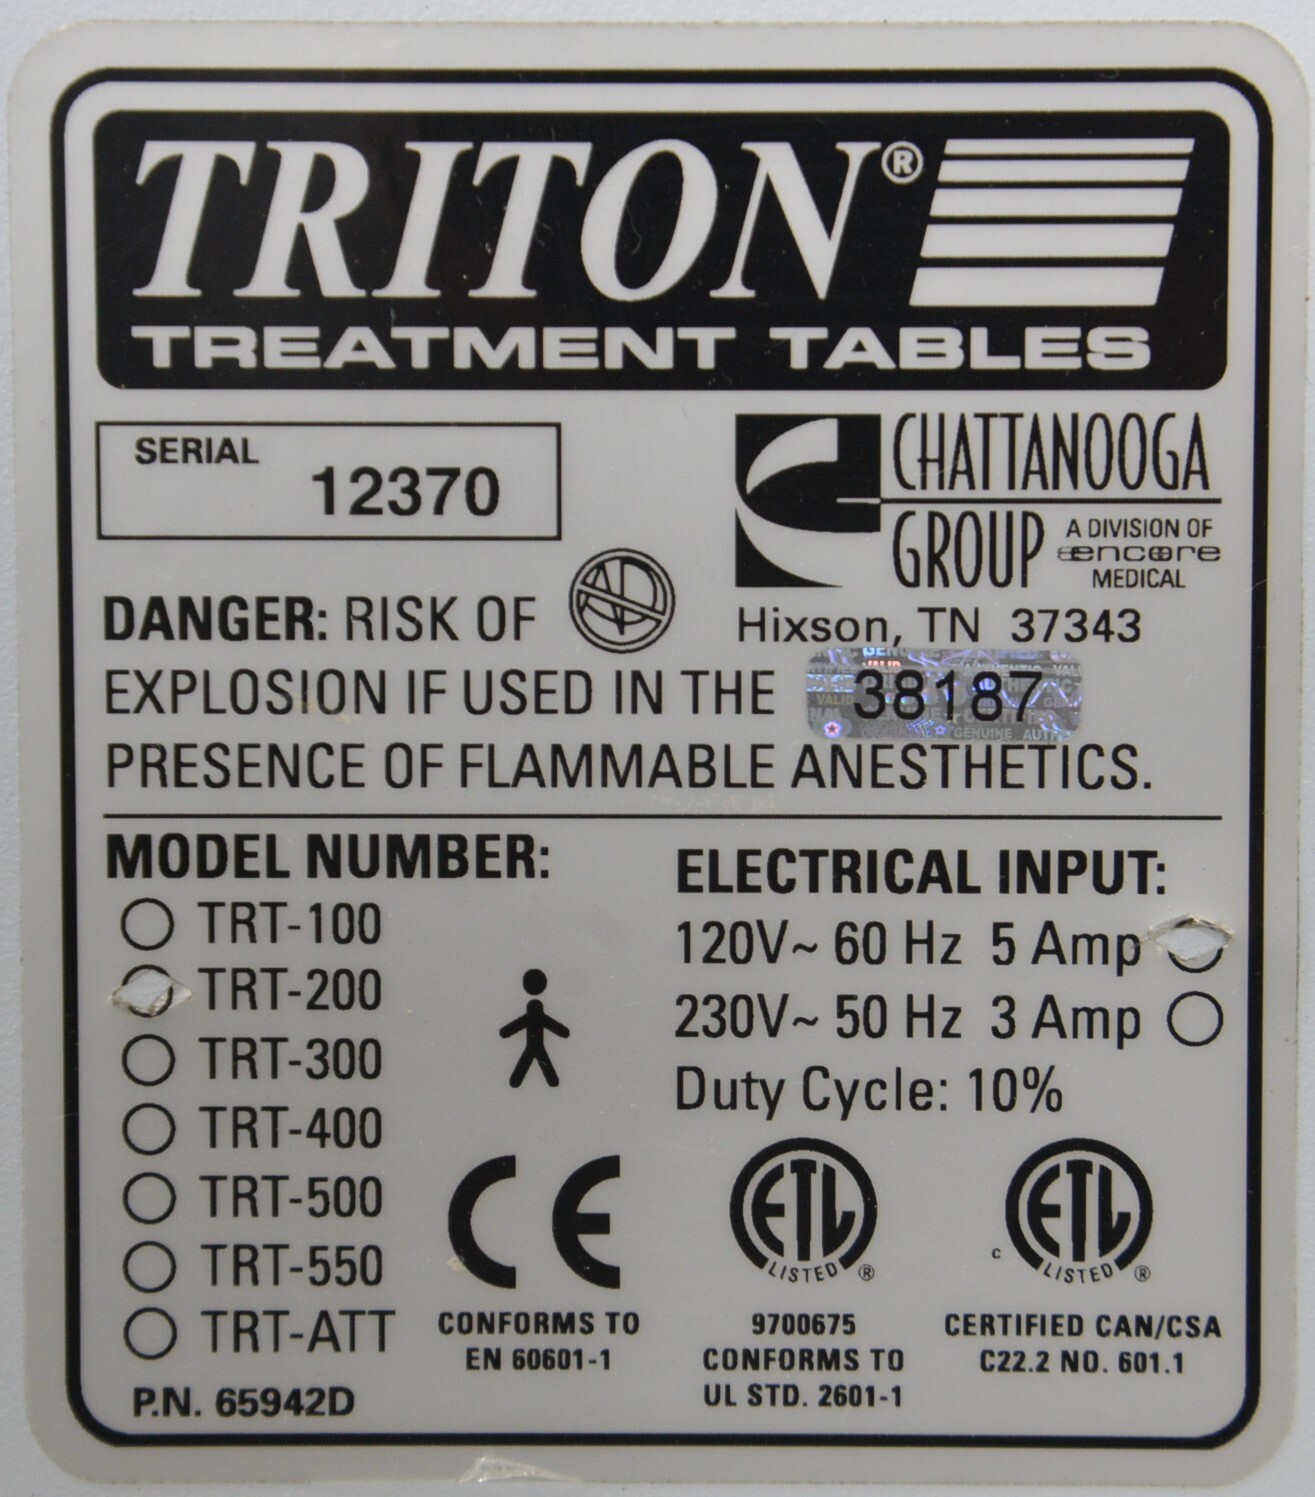 TRITON®
TREATMENT TABLES
SERIAL
12370
CHATTANOOGA
GROUP
A DIVISION OF
encore
MEDICAL
Hixson, TN 37343
DANGER: RISK OF
EXPLOSION IF USED IN THE
PRESENCE OF FLAMMABLE ANESTHETICS.
38187
MODEL NUMBER:
TRT-100
TRT-200
TRT-300
TRT-400
TRT-500
TRT-550
TRT-ATT
P.N. 65942D
ELECTRICAL INPUT:
120V~ 60 Hz 5 Amp
230V~ 50 Hz 3 Amp
Duty Cycle: 10%
CE
CONFORMS TO
EN 60601-1
ETL
LISTED ®
9700675
CONFORMS TO
UL STD. 2601-1
c ETL
LISTED ®
CERTIFIED CAN/CSA
C22.2 NO. 601.1